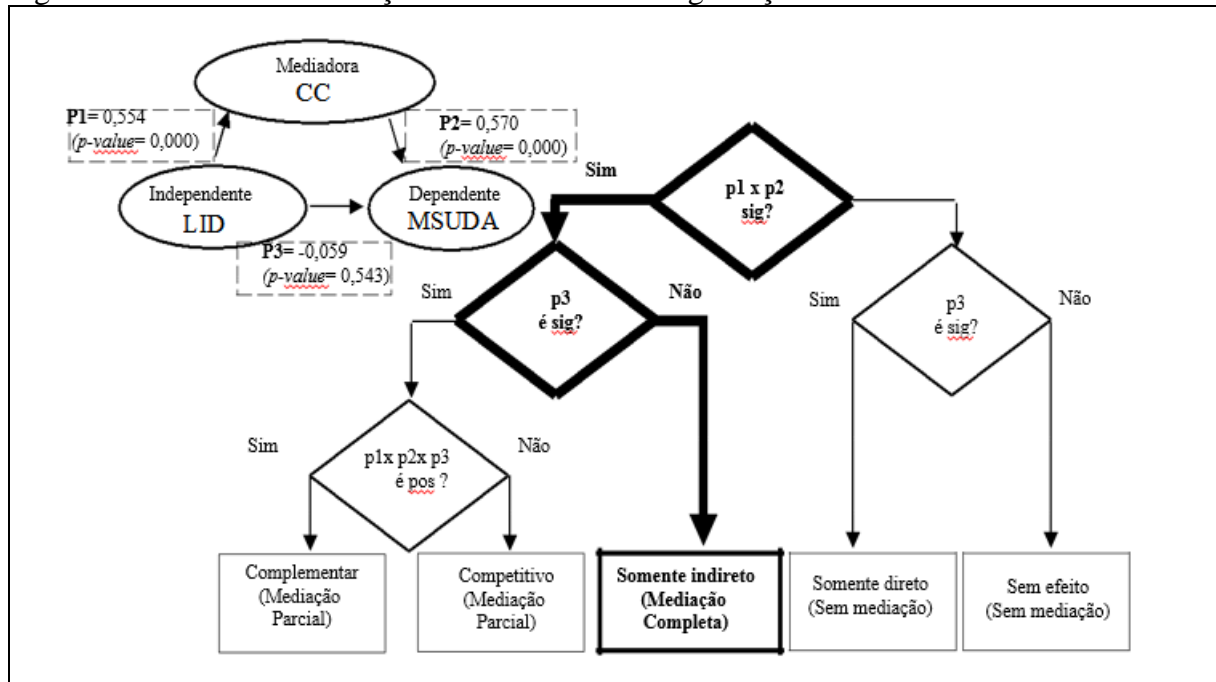 Mediadora
CC
P1= 0,554
(p-value= 0,000)
P2= 0,570
(p-value= 0,000)
Independente
LID
Dependente
MSUDA
P3= -0,059
(p-value= 0,543)
Sim
p1 x p2
sig?
Sim
p3
é sig?
Não
Sim
p3
é sig?
Não
Sim
p1x p2x p3
é pos ?
Não
Complementar
(Mediação
Parcial)
Competitivo
(Mediação
Parcial)
Somente indireto
(Mediação
Completa)
Somente direto
(Sem mediação)
Sem efeito
(Sem mediação)